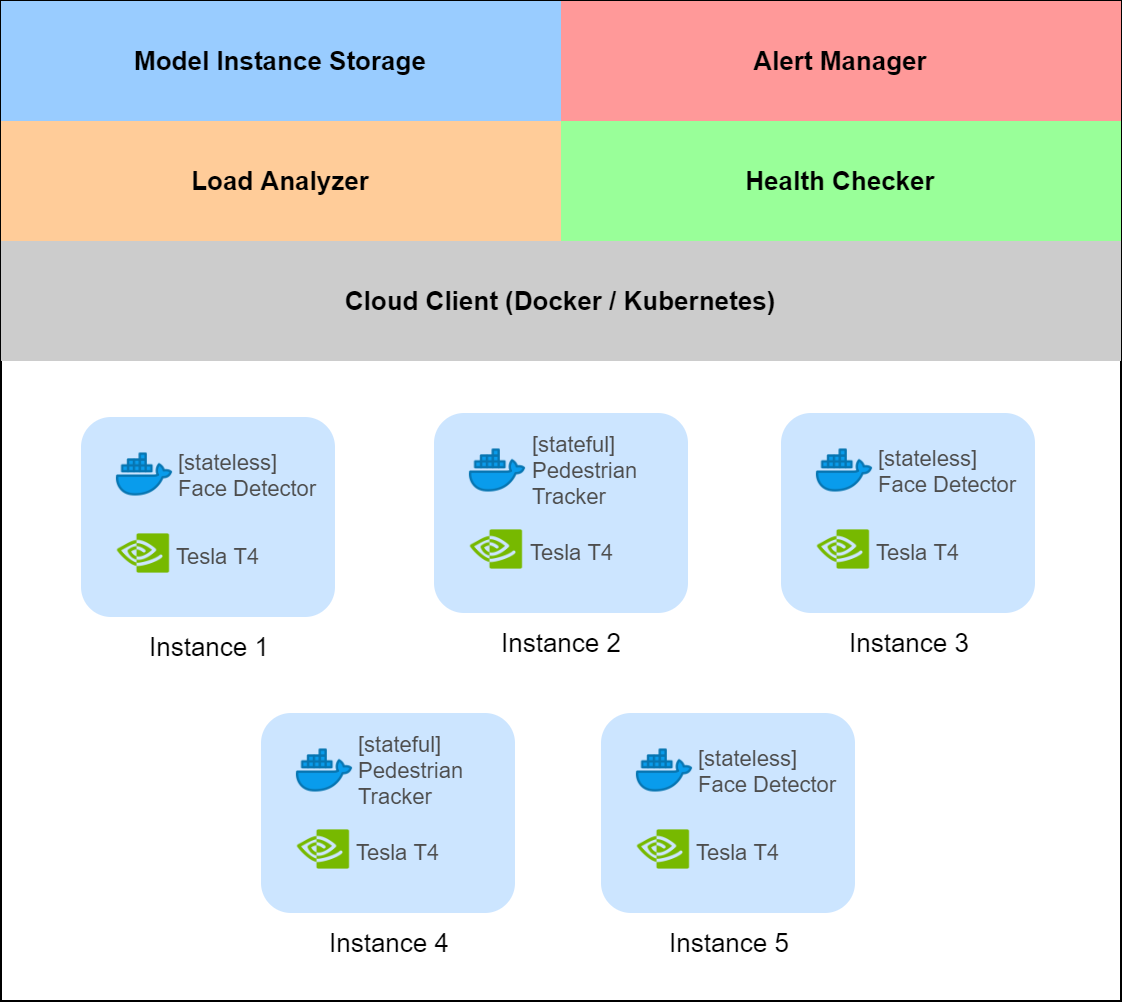 Model Instance Storage
Alert Manager
Load Analyzer
Health Checker
Cloud Client (Docker / Kubernetes)
[stateless]
Face Detector
Tesla T4
Instance 1
[stateful]
Pedestrian
Tracker
Tesla T4
Instance 2
[stateless]
Face Detector
Tesla T4
Instance 3
[stateful]
Pedestrian
Tracker
Tesla T4
Instance 4
[stateless]
Face Detector
Tesla T4
Instance 5